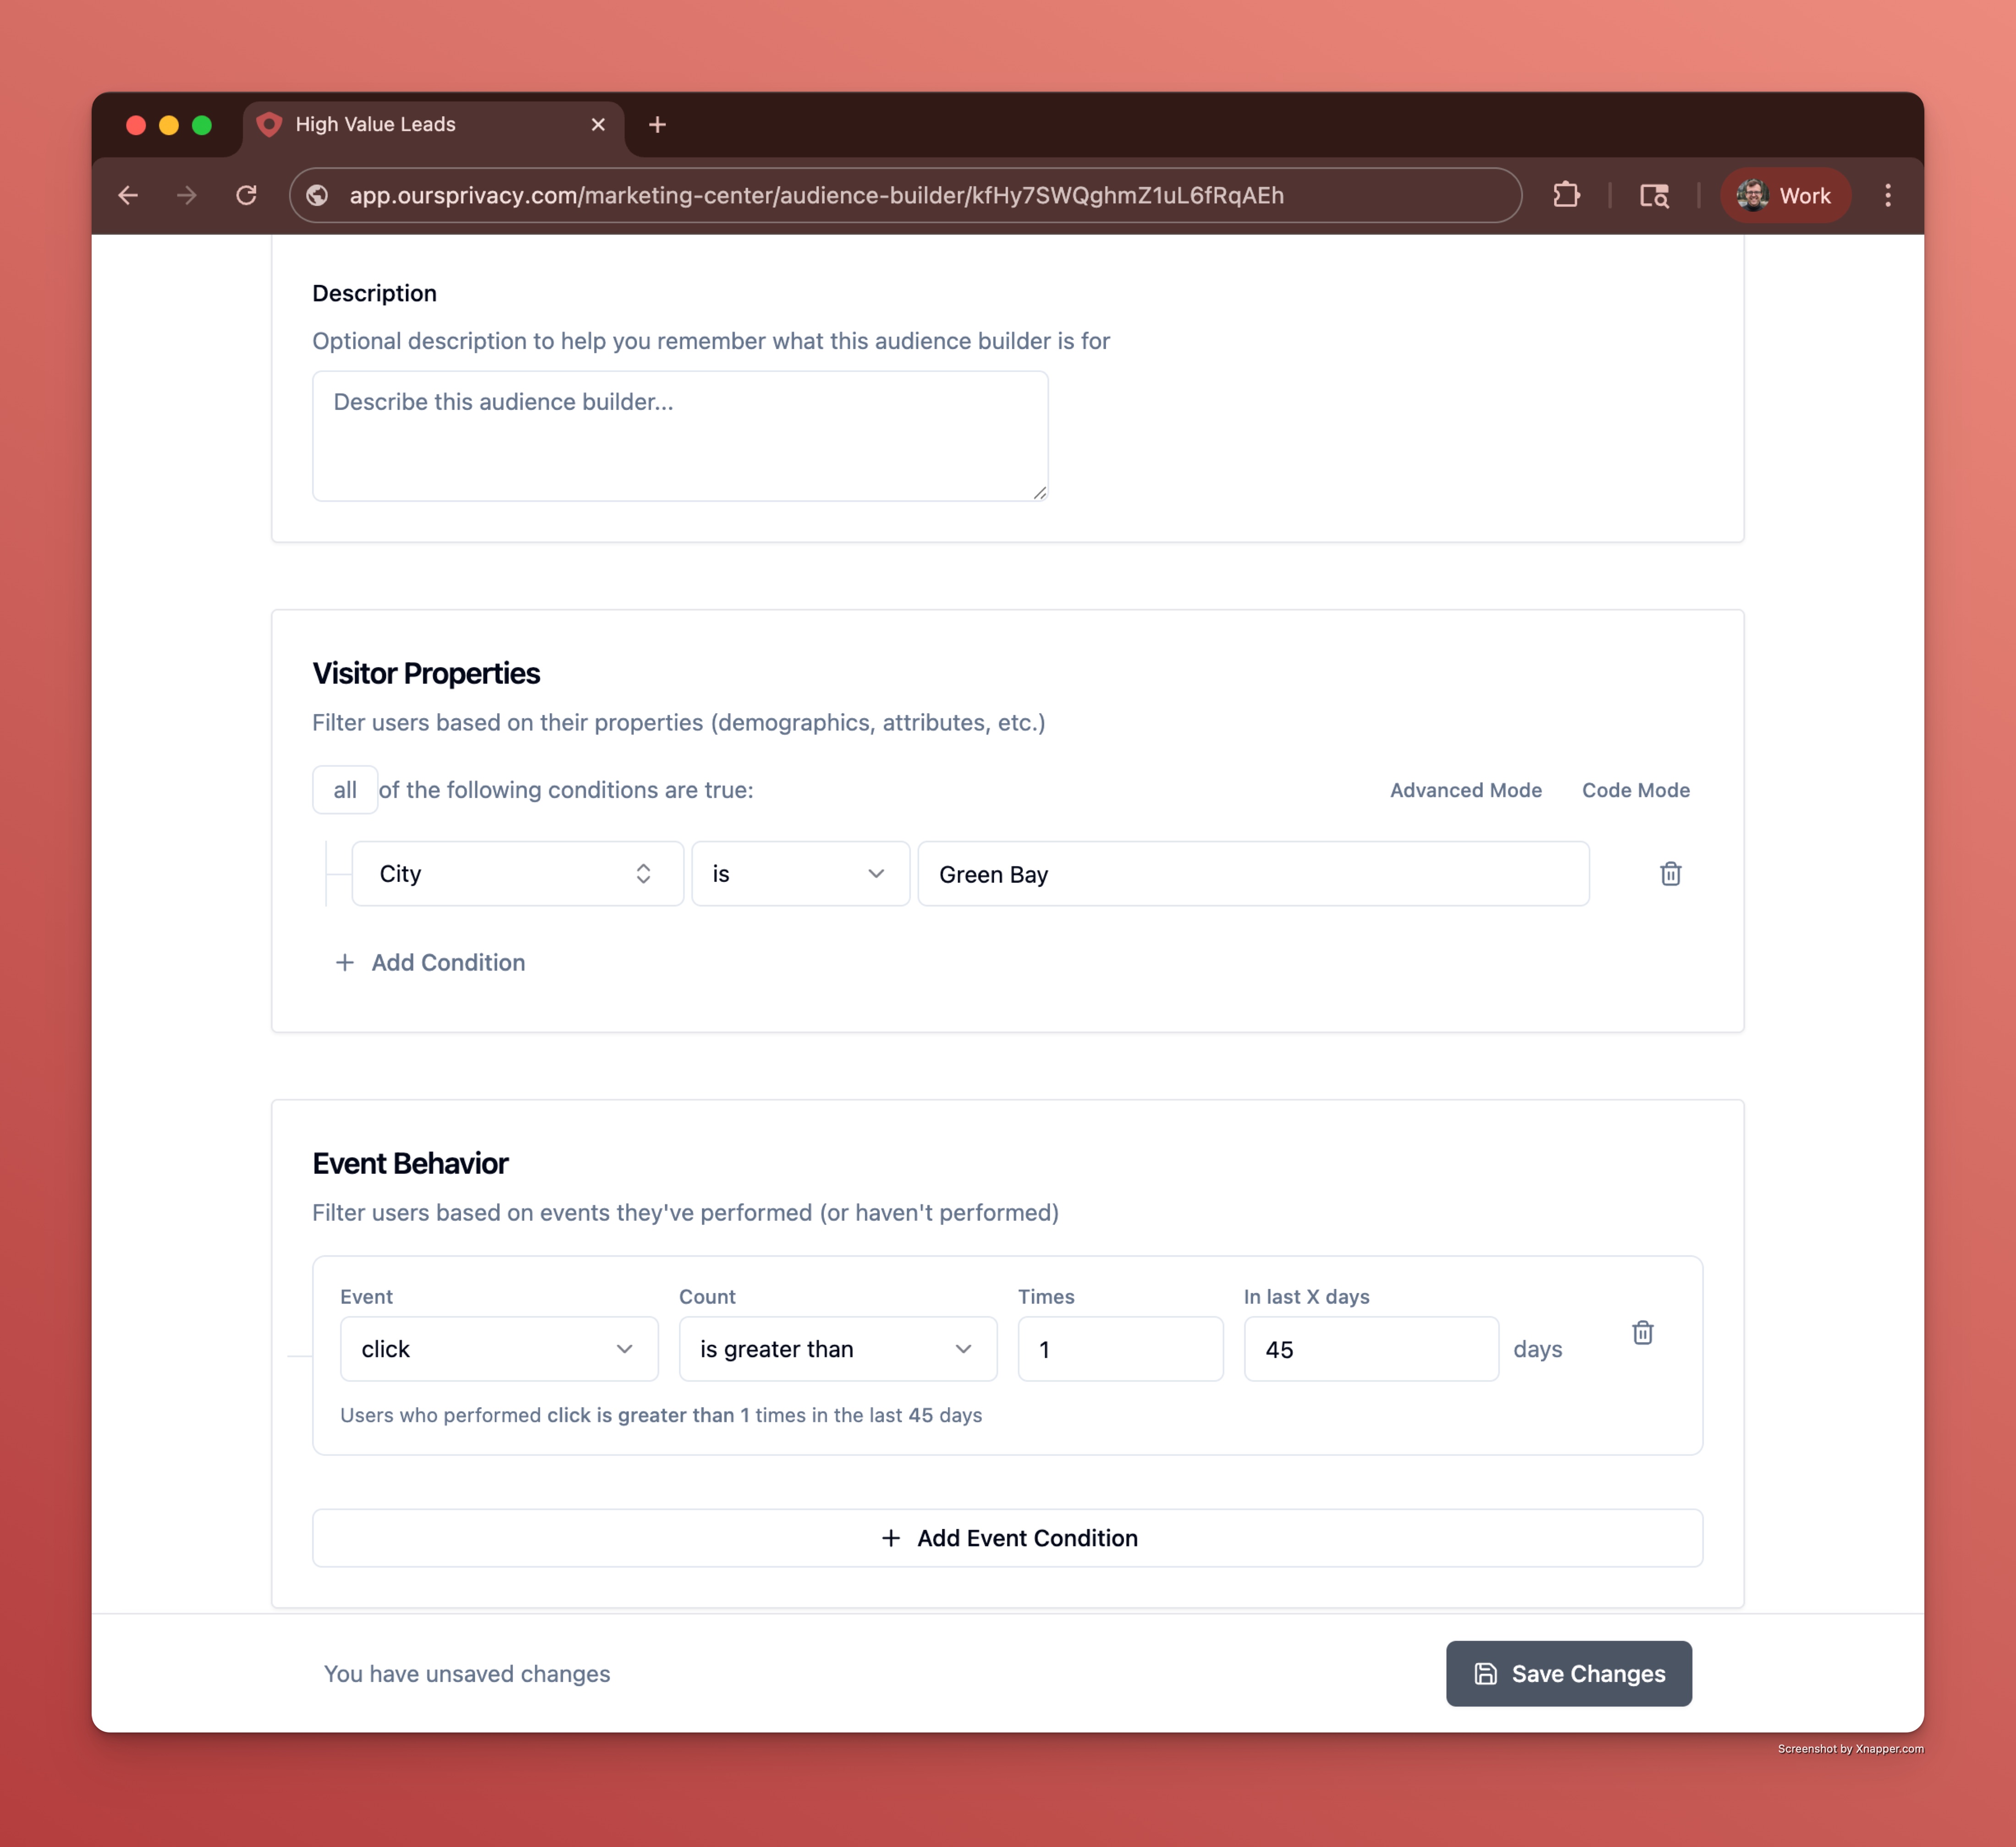 High Value Leads
app.oursprivacy.com/marketing-center/audience-builder/kfHy7SWQghmZ1uL6fRqAEh
Work
Description
Optional description to help you remember what this audience builder is for
Describe this audience builder...
Visitor Properties
Filter users based on their properties (demographics, attributes, etc.)
all of the following conditions are true:
Advanced Mode Code Mode
City is Green Bay
Add Condition
Event Behavior
Filter users based on events they've performed (or haven't performed)
Event Count Times In last X days
click is greater than 1 45 days
Users who performed click is greater than 1 times in the last 45 days
Add Event Condition
You have unsaved changes
Save Changes
Screenshot by Xnapper.com